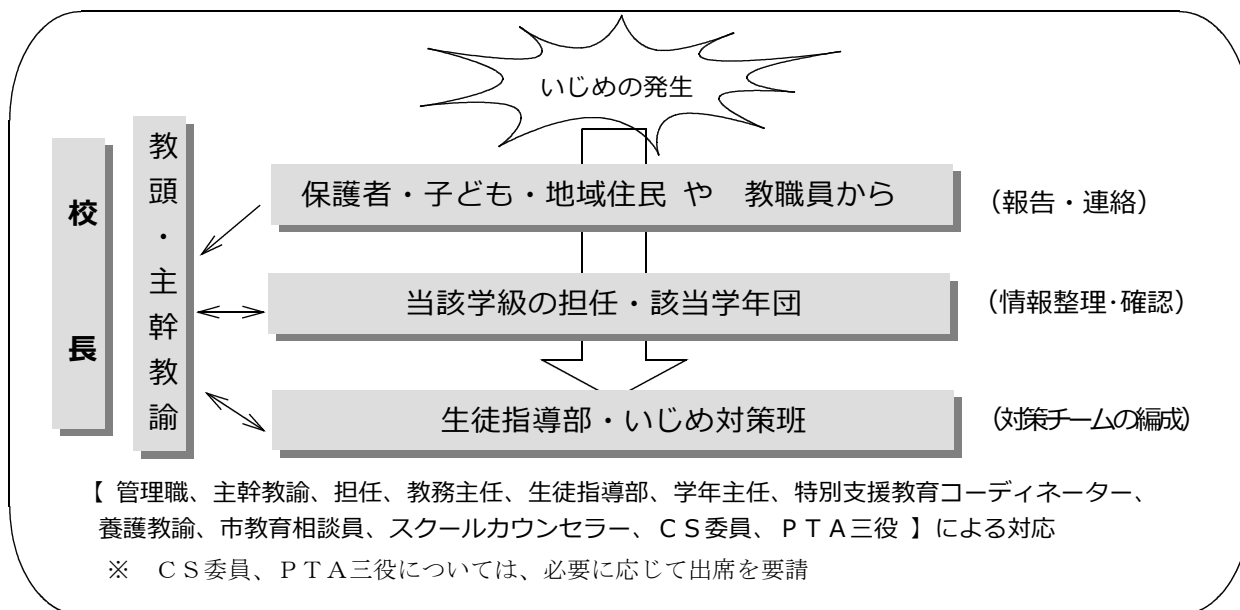 いじめの発生
校長
教頭・主幹教諭
保護者・子ども・地域住民 や 教職員から
(報告・連絡)
当該学級の担任・該当学年団
(情報整理･確認)
生徒指導部・いじめ対策班
(対策チームの編成)
【 管理職、主幹教諭、担任、教務主任、生徒指導部、学年主任、特別支援教育コーディネーター、
養護教諭、市教育相談員、スクールカウンセラー、ＣＳ委員、ＰＴＡ三役 】による対応
※　ＣＳ委員、ＰＴＡ三役については、必要に応じて出席を要請